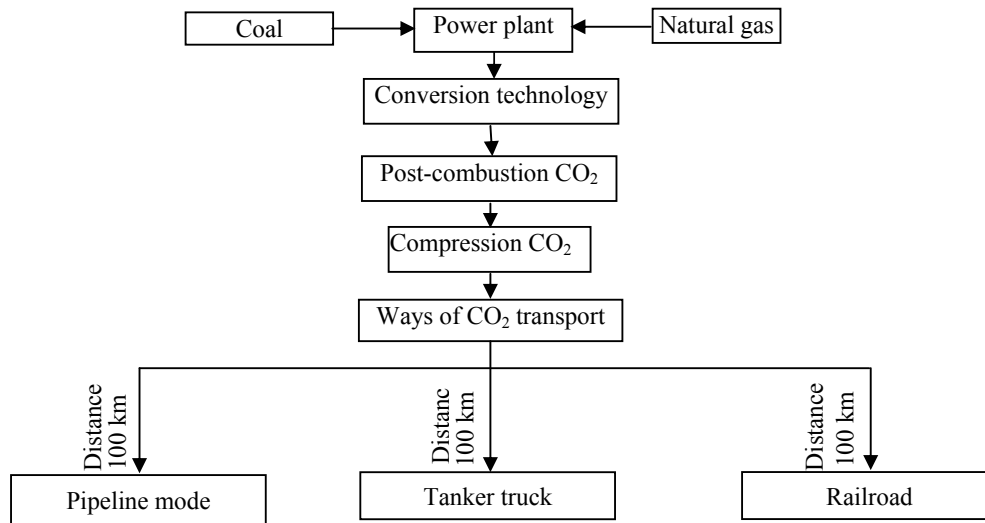 Coal
Power plant
Natural gas
Conversion technology
Post-combustion CO₂
Compression CO₂
Ways of CO₂ transport
Distance
100 km
Distanc
100 km
Distance
100 km
Pipeline mode
Tanker truck
Railroad